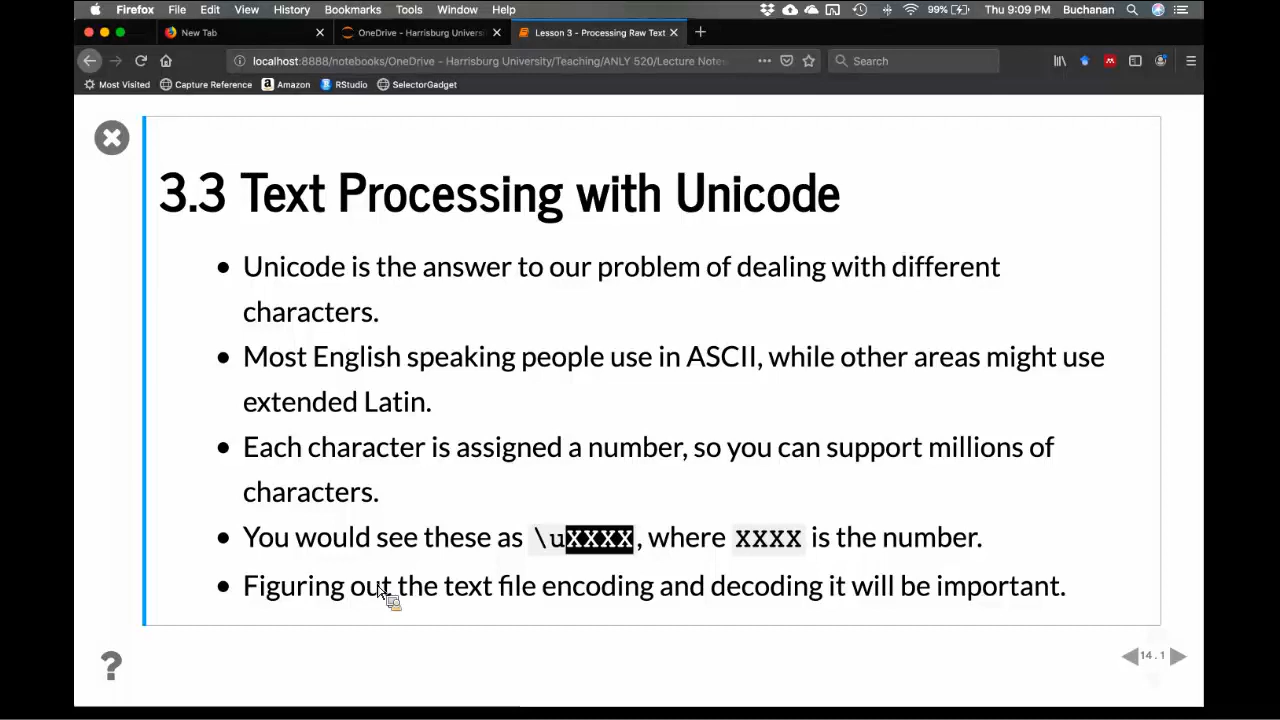 Firefox File Edit View History Bookmarks Tools Window Help 99% Thu 9:09 PM Buchanan
New Tab OneDrive - Harrisburg Universi Lesson 3 - Processing Raw Text
localhost:8888/notebooks/OneDrive - Harrisburg University/Teaching/ANLY 520/Lecture Note Search
Most Visited Capture Reference Amazon RStudio SelectorGadget
3.3 Text Processing with Unicode
• Unicode is the answer to our problem of dealing with different
characters.
• Most English speaking people use in ASCII, while other areas might use
extended Latin.
• Each character is assigned a number, so you can support millions of
characters.
• You would see these as \uXXXX, where XXXX is the number.
• Figuring out the text file encoding and decoding it will be important.
?
14.1